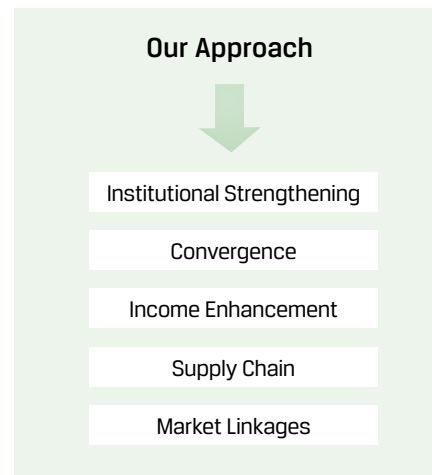 Our Approach
Institutional Strengthening
Convergence
Income Enhancement
Supply Chain
Market Linkages